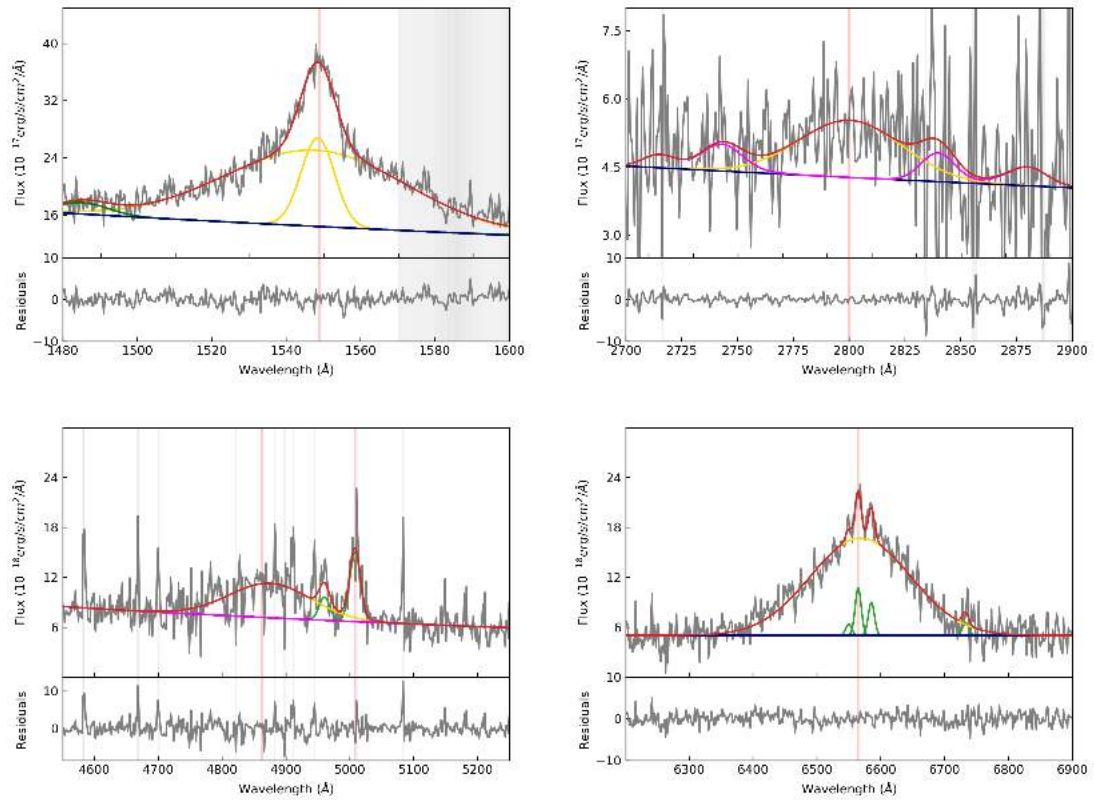 40
32
24
16
Flux (10 17erg/s/cm²/Å)
10
0
−10
Residuals
1480 1500 1520 1540 1560 1580 1600
Wavelength (Å)
7.5
6.0
4.5
3.0
Flux (10 17erg/s/cm²/Å)
10
0
−10
Residuals
2700 2725 2750 2775 2800 2825 2850 2875 2900
Wavelength (Å)
24
18
12
6
Flux (10 18erg/s/cm²/Å)
10
0
Residuals
4600 4700 4800 4900 5000 5100 5200
Wavelength (Å)
24
18
12
6
Flux (10 18erg/s/cm²/Å)
10
0
−10
Residuals
6300 6400 6500 6600 6700 6800 6900
Wavelength (Å)